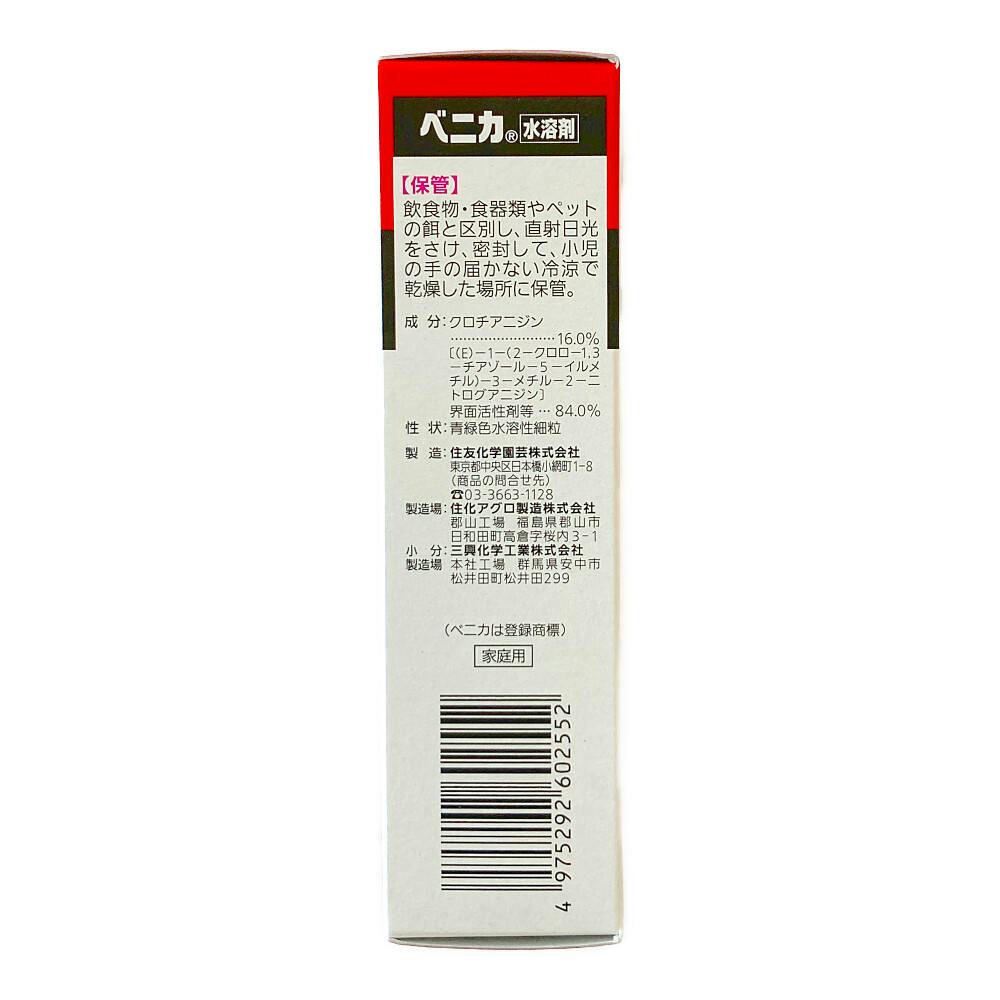 ベニカ®水溶剤
【保管】
飲食物・食器類やペット
の餌と区別し、直射日光
をさけ、密封して、小児
の手の届かない冷涼で
乾燥した場所に保管。
成 分：クロチアニジン
……………………16.0%
〔(E)−1−(2−クロロ−1,3
−チアゾール−5−イルメ
チル)−3−メチル−2−ニ
トログアニジン〕
界面活性剤等 … 84.0%
性 状：青緑色水溶性細粒
製 造：住友化学園芸株式会社
東京都中央区日本橋小網町1−8
（商品の問合せ先）
☎03-3663-1128
製造場：住化アグロ製造株式会社
郡山工場 福島県郡山市
日和田町高倉字桜内3−1
小 分：三興化学工業株式会社
製造場 本社工場 群馬県安中市
松井田町松井田299
（ベニカは登録商標）
家庭用
4 975292 602552